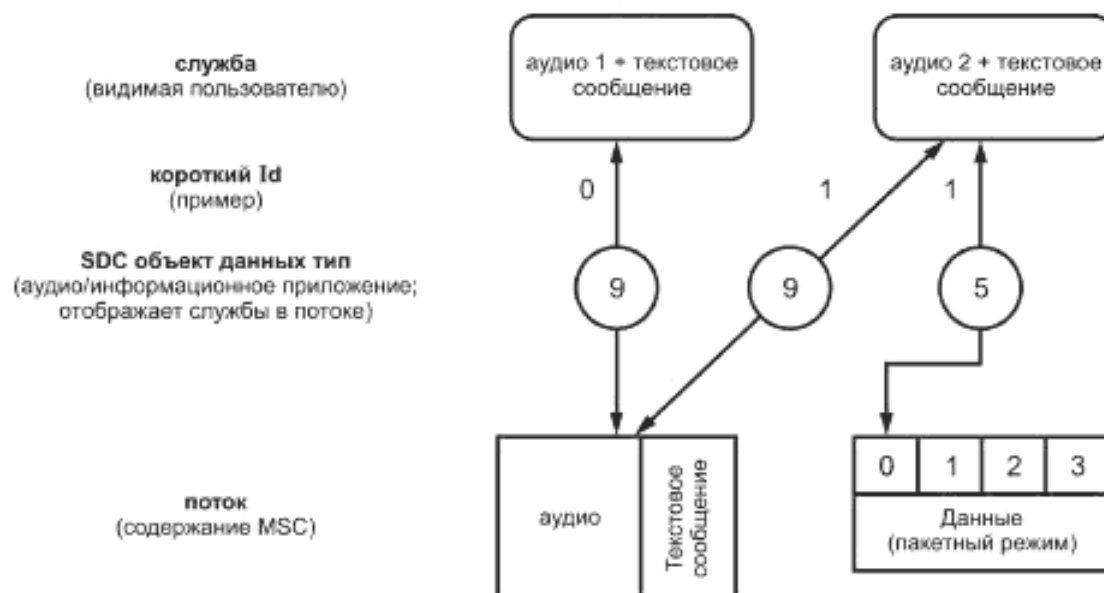 служба
(видимая пользователю)
аудио 1 + текстовое
сообщение
аудио 2 + текстовое
сообщение
короткий Id
(пример)
0
1
1
SDC объект данных тип
(аудио/информационное приложение;
отображает службы в потоке)
9
9
5
поток
(содержание MSC)
аудио
Текстовое
сообщение
0
1
2
3
Данные
(пакетный режим)